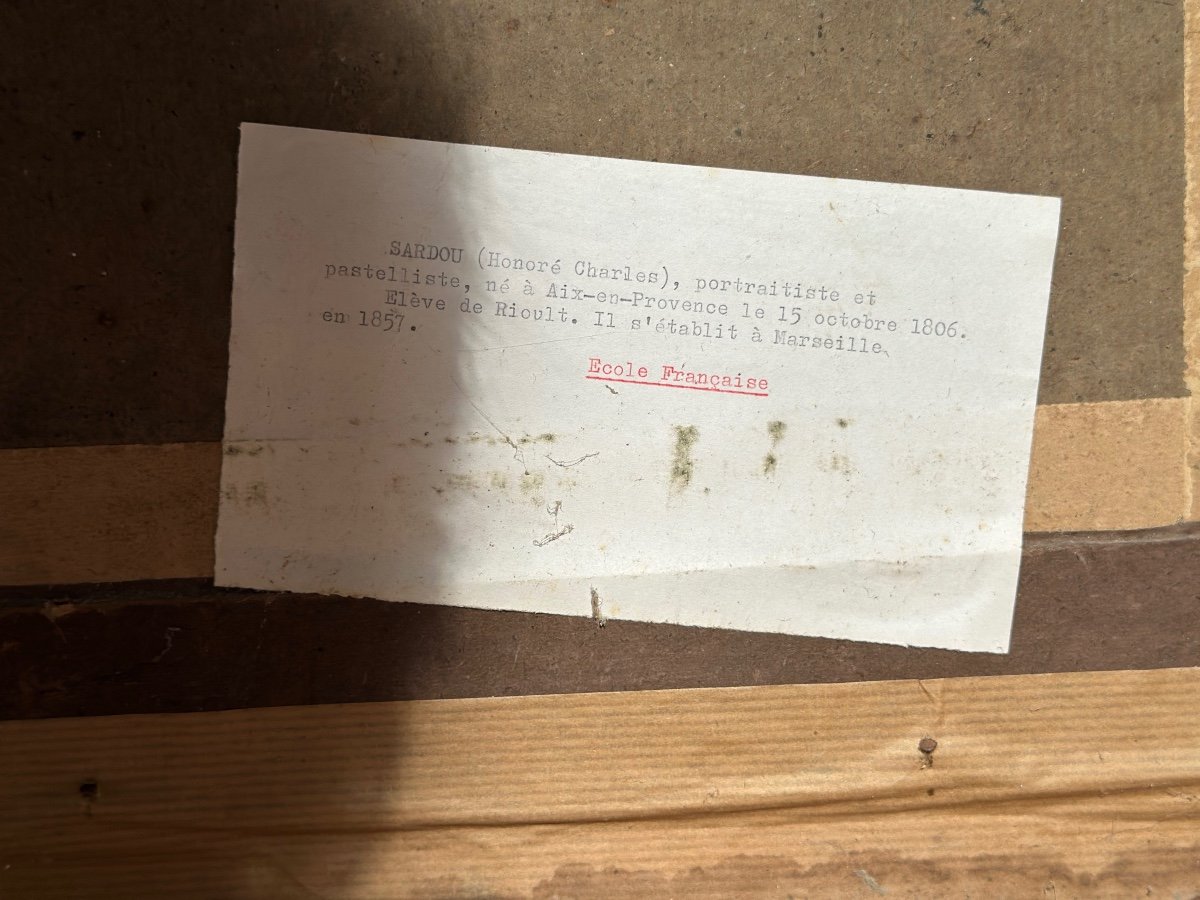 SARDOU (Honoré Charles), portraitiste et
pastelliste, né à Aix-en-Provence le 15 octobre 1806.
Elève de Rioult. Il s'établit à Marseille
en 1857.
Ecole Française